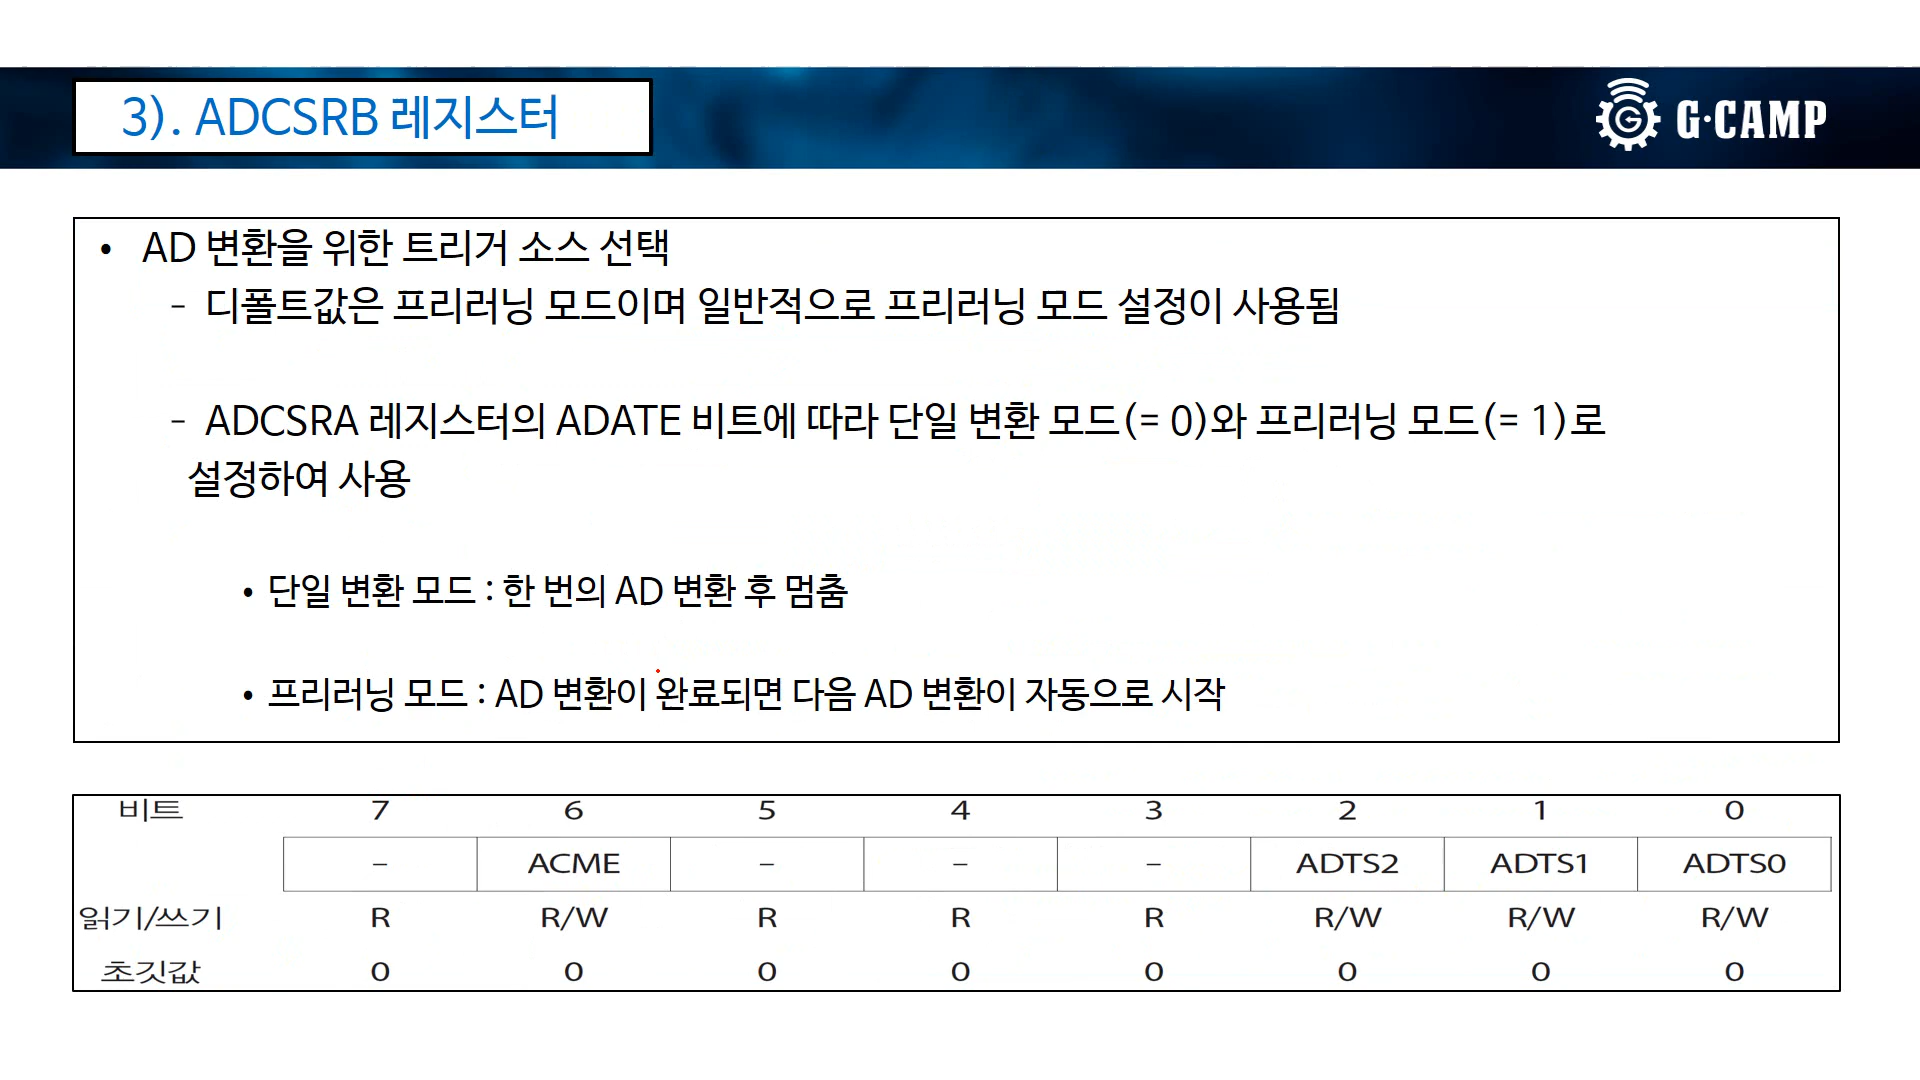 3). ADCSRB 레지스터
G·CAMP
• AD 변환을 위한 트리거 소스 선택
- 디폴트값은 프리러닝 모드이며 일반적으로 프리러닝 모드 설정이 사용됨
- ADCSRA 레지스터의 ADATE 비트에 따라 단일 변환 모드(= 0)와 프리러닝 모드(= 1)로
설정하여 사용
• 단일 변환 모드 : 한 번의 AD 변환 후 멈춤
• 프리러닝 모드 : AD 변환이 완료되면 다음 AD 변환이 자동으로 시작
비트 7 6 5 4 3 2 1 0
– ACME – – – ADTS2 ADTS1 ADTS0
읽기/쓰기 R R/W R R R R/W R/W R/W
초깃값 0 0 0 0 0 0 0 0